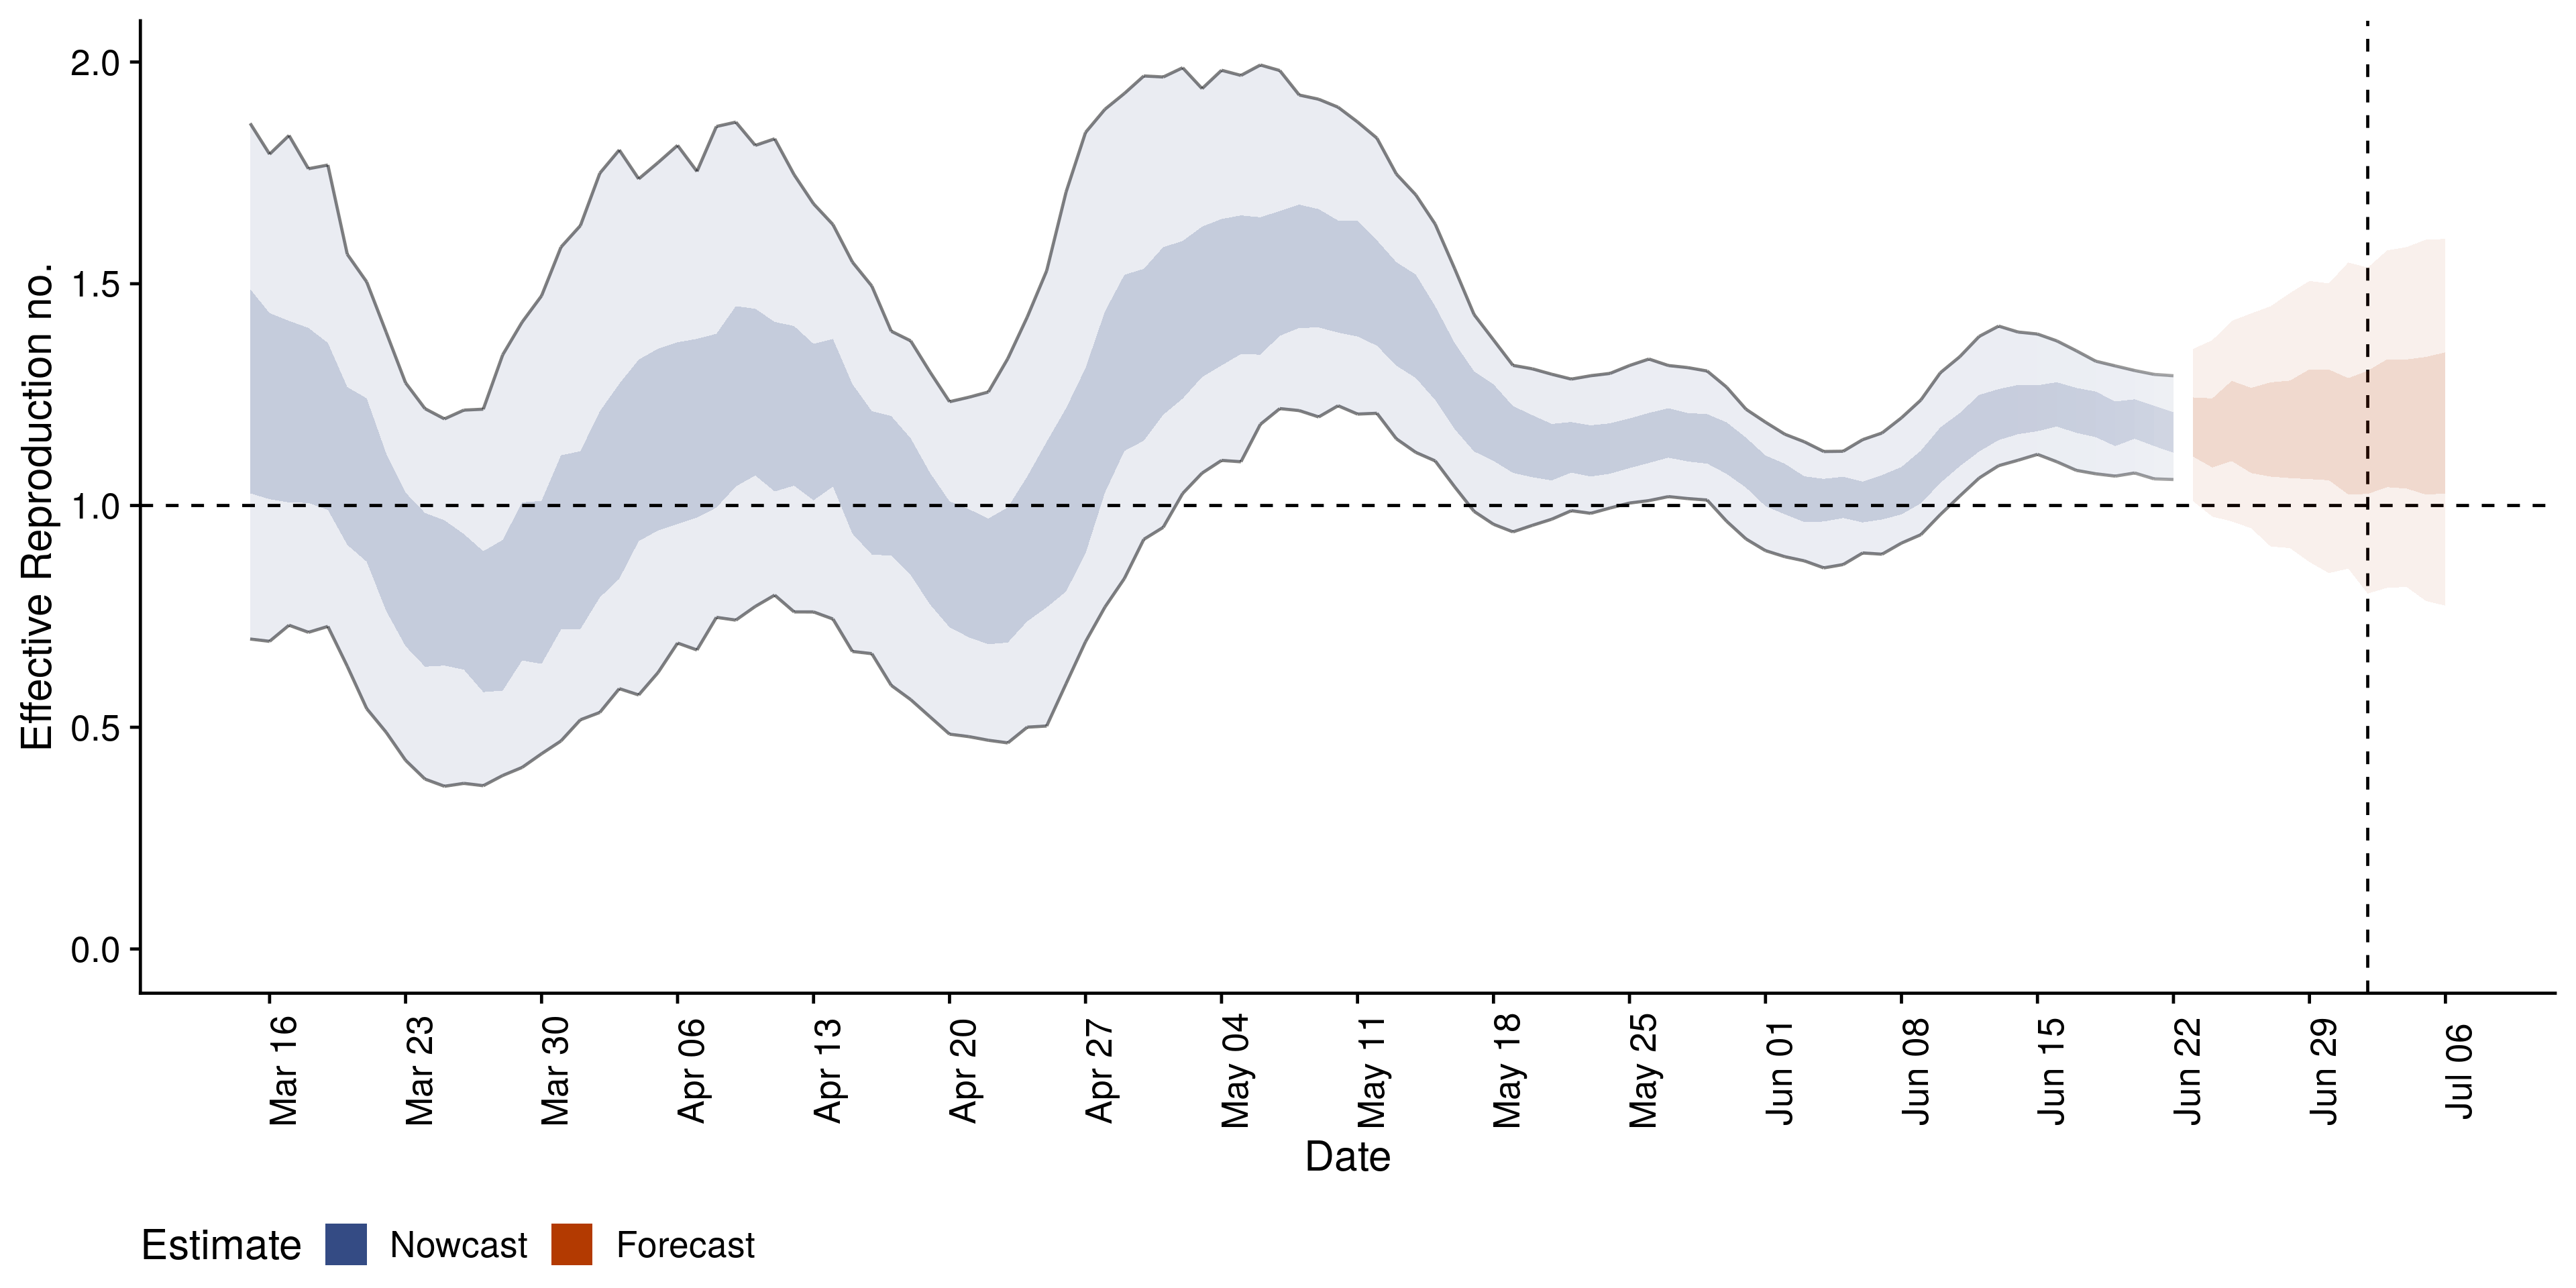 Effective Reproduction no.
2.0
1.5
1.0
0.5
0.0
Mar 16
Mar 23
Mar 30
Apr 06
Apr 13
Apr 20
Apr 27
May 04
May 11
May 18
May 25
Jun 01
Jun 08
Jun 15
Jun 22
Jun 29
Jul 06
Date
Estimate Nowcast Forecast